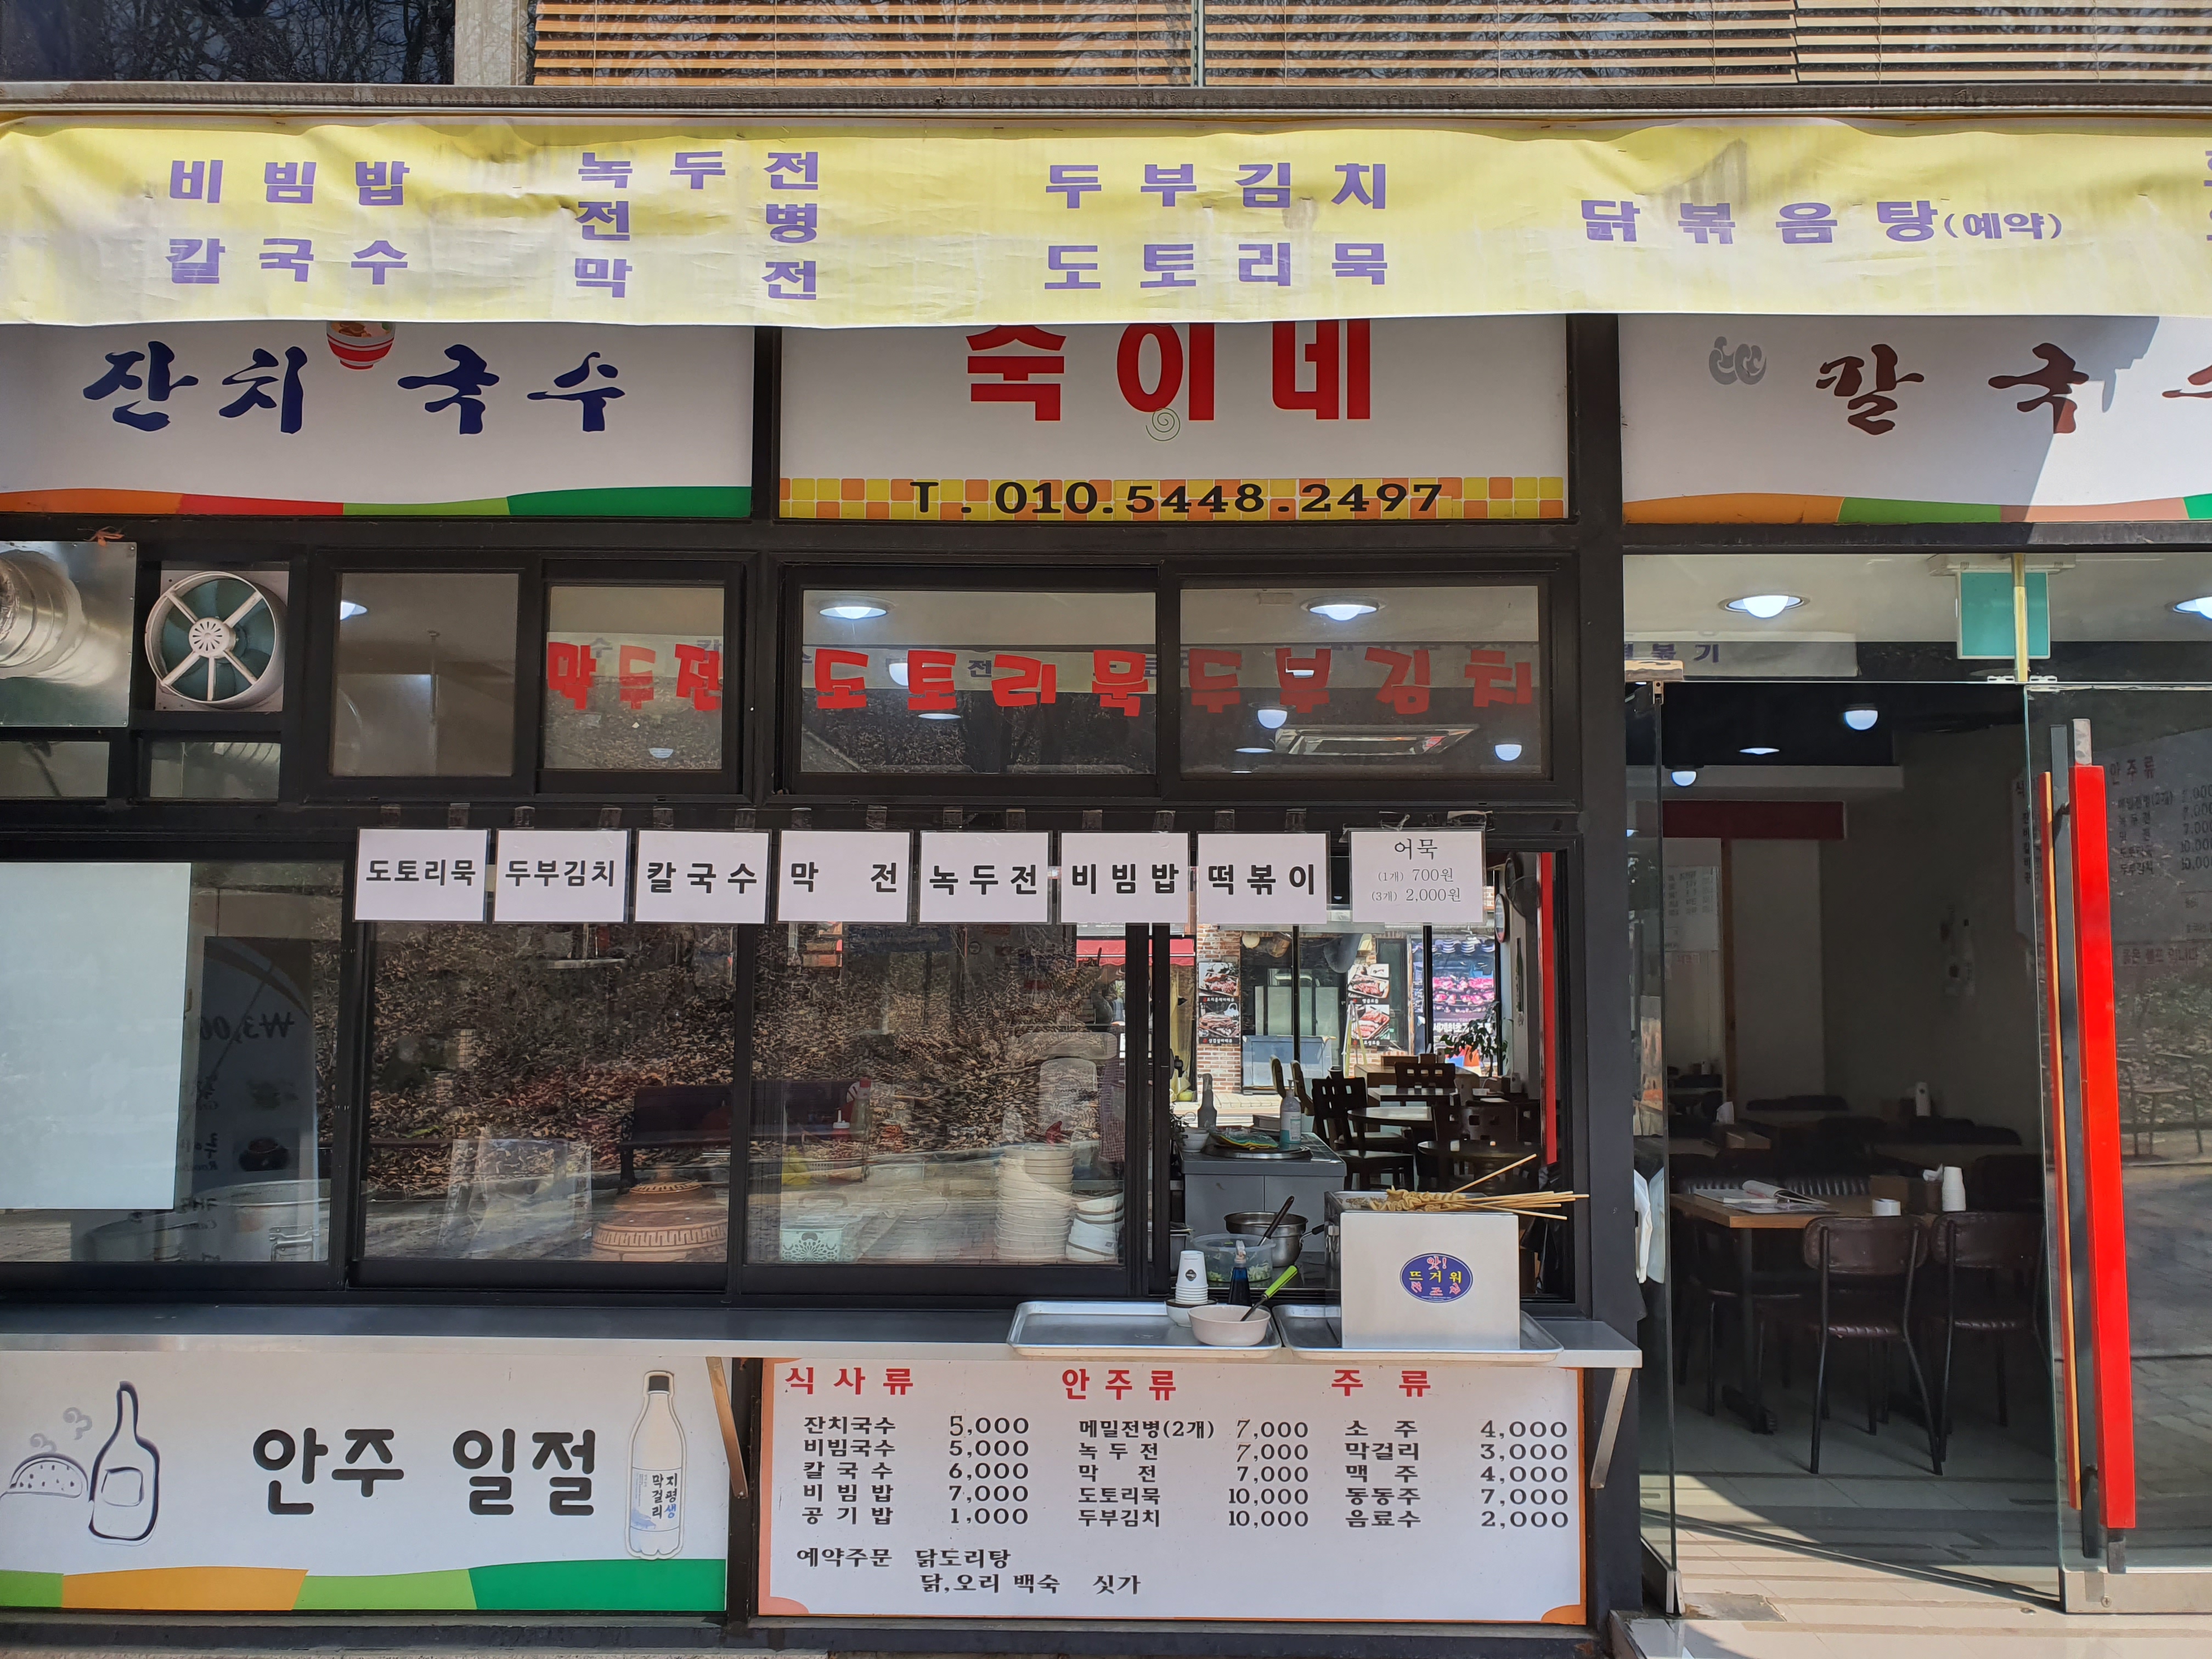 비빔밥
칼국수
녹두전
전병
막전
두부김치
도토리묵
닭볶음탕(예약)
잔치국수
숙이네
T. 010.5448.2497
칼국
막두전
도토리묵
두부김치
도토리묵
두부김치
칼국수
막 전
녹두전
비빔밥
떡볶이
어묵
(1개) 700원
(3개) 2,000원
앗!
뜨거워
안주 일절
지평생
막걸리
식사류
잔치국수 5,000
비빔국수 5,000
칼국수 6,000
비빔밥 7,000
공기밥 1,000
안주류
메밀전병(2개) 7,000
녹두전 7,000
막 전 7,000
도토리묵 10,000
두부김치 10,000
주 류
소 주 4,000
막걸리 3,000
맥 주 4,000
동동주 7,000
음료수 2,000
예약주문 닭도리탕
닭,오리 백숙 싯가